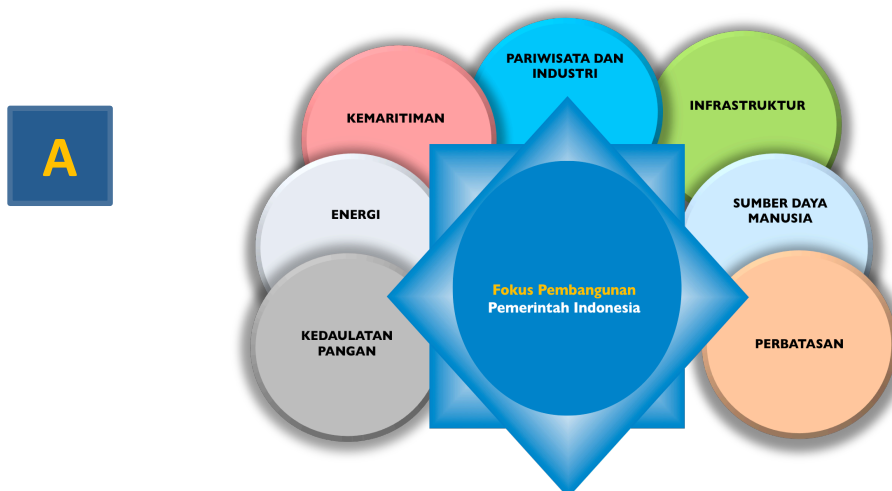 A
PARIWISATA DAN
INDUSTRI
KEMARITIMAN
INFRASTRUKTUR
ENERGI
SUMBER DAYA
MANUSIA
Fokus Pembangunan
Pemerintah Indonesia
KEDAULATAN
PANGAN
PERBATASAN